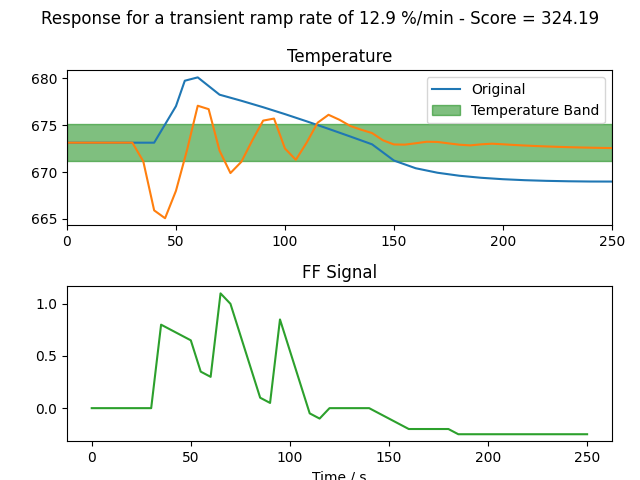 Response for a transient ramp rate of 12.9 %/min - Score = 324.19
Temperature
680
675
670
665
Original
Temperature Band
0 50 100 150 200 250
FF Signal
1.0
0.5
0.0
0 50 100 150 200 250
Time / s